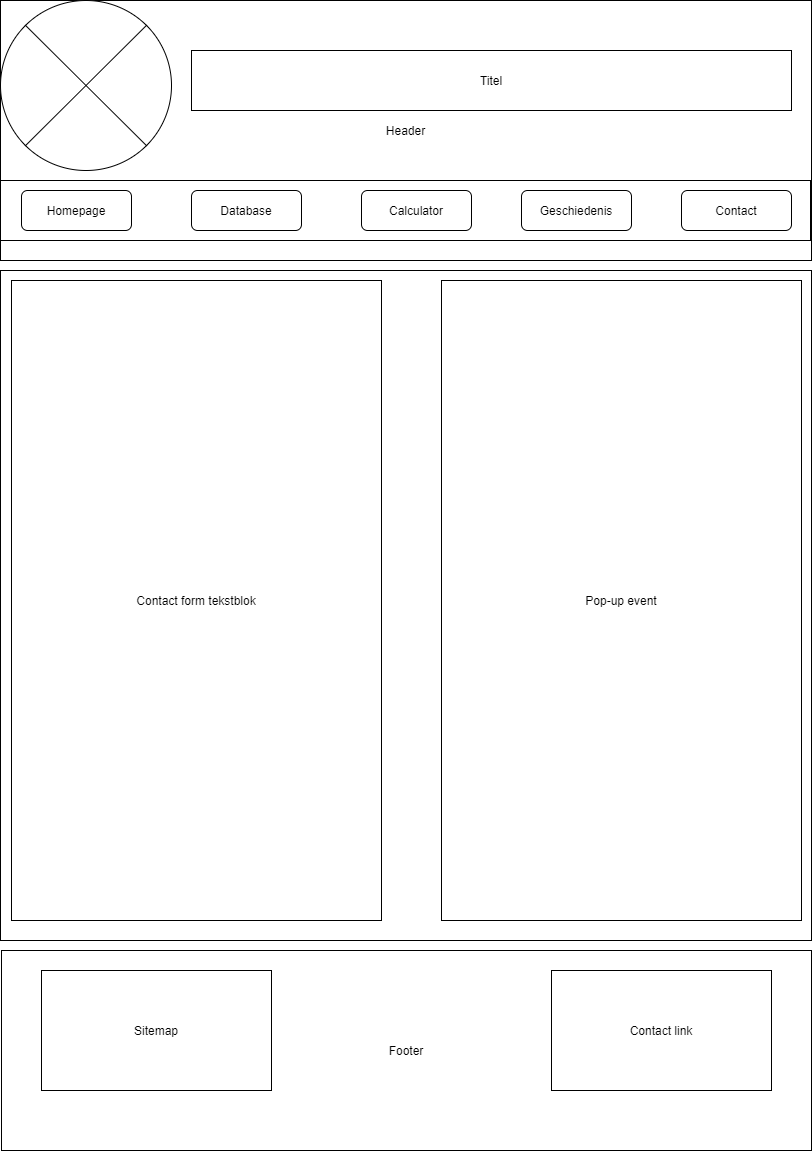 Titel
Header
Homepage
Database
Calculator
Geschiedenis
Contact
Contact form tekstblok
Pop-up event
Sitemap
Contact link
Footer